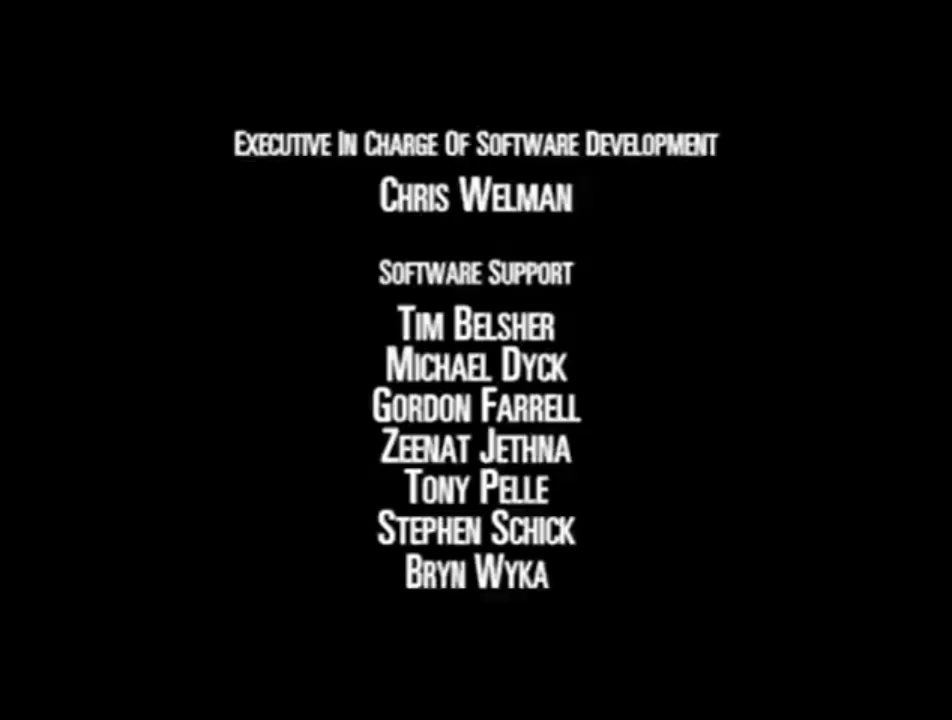 Executive In Charge Of Software Development
Chris Welman
Software Support
Tim Belsher
Michael Dyck
Gordon Farrell
Zeenat Jethna
Tony Pelle
Stephen Schick
Bryn Wyka